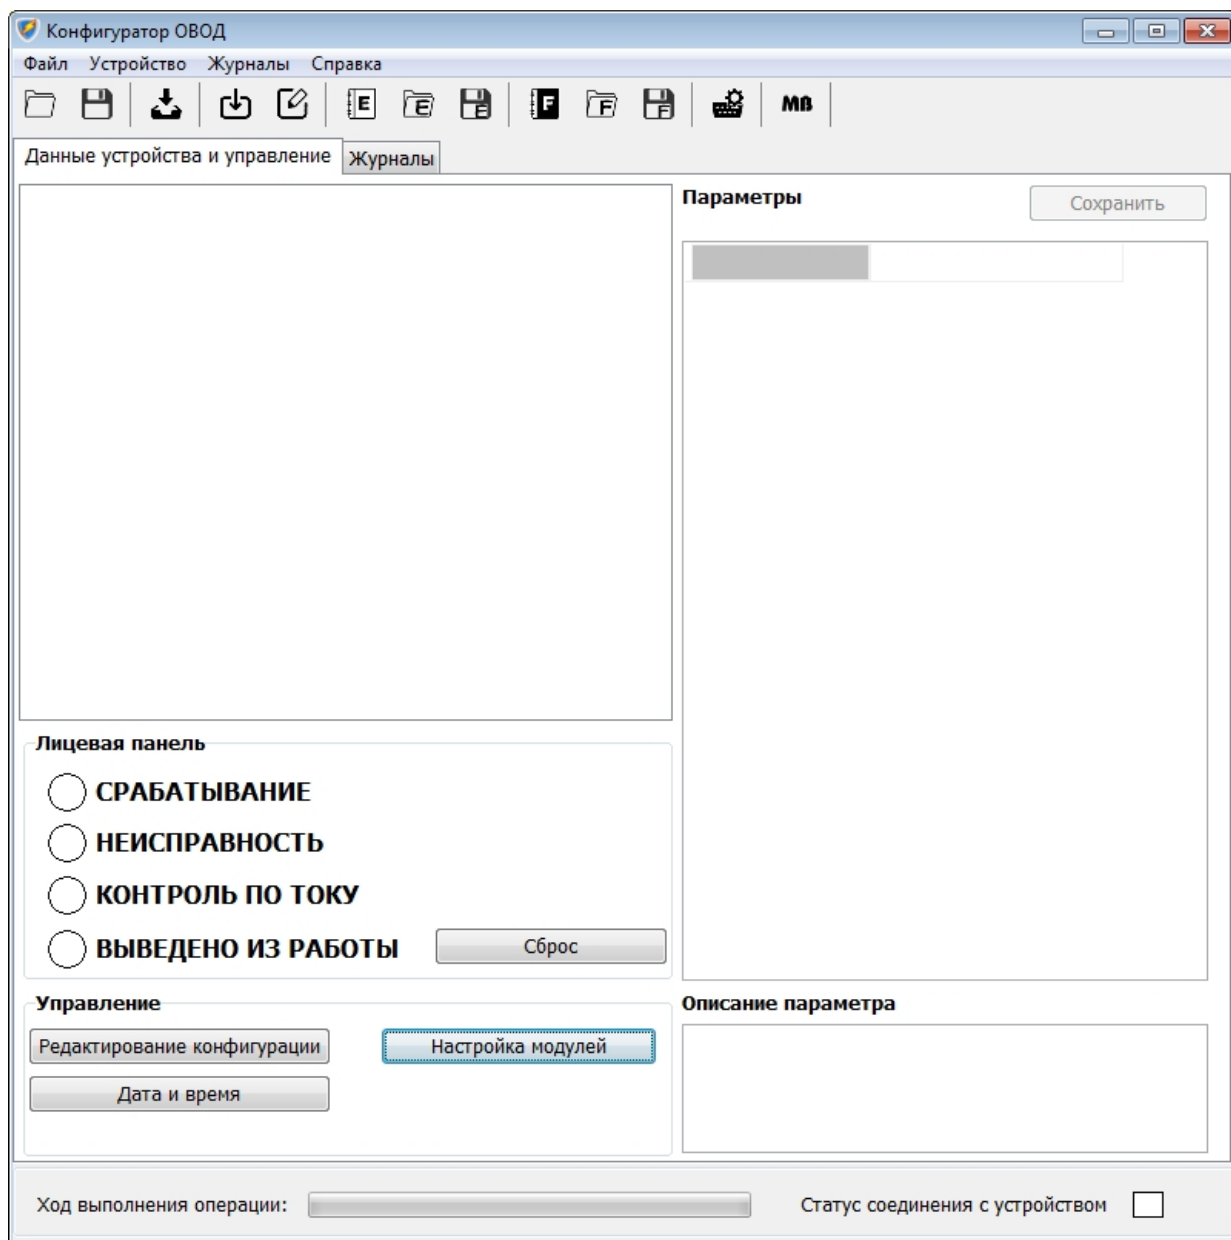 Конфигуратор ОВОД
Файл Устройство Журналы Справка
E E E F F F МВ
Данные устройства и управление Журналы
Параметры Сохранить
Лицевая панель
СРАБАТЫВАНИЕ
НЕИСПРАВНОСТЬ
КОНТРОЛЬ ПО ТОКУ
ВЫВЕДЕНО ИЗ РАБОТЫ Сброс
Управление
Редактирование конфигурации Настройка модулей
Дата и время
Описание параметра
Ход выполнения операции: Статус соединения с устройством